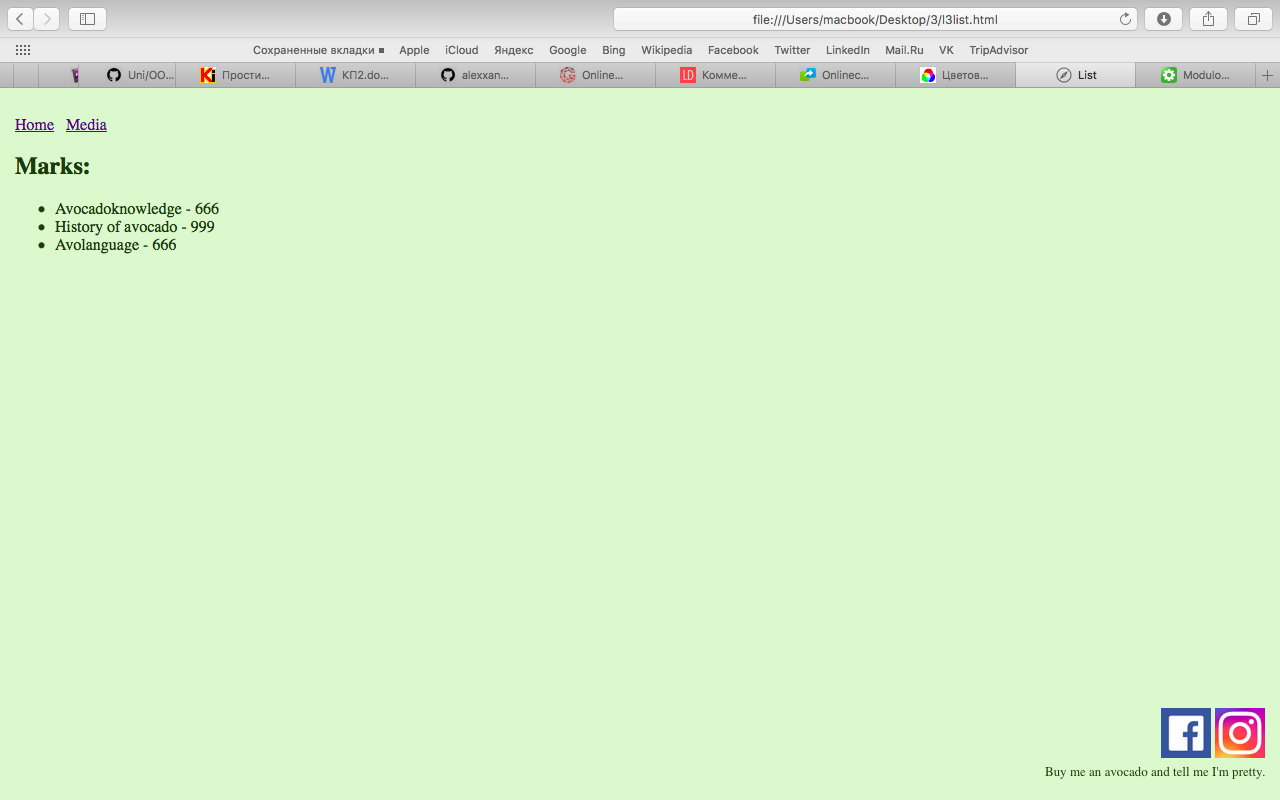 file:///Users/macbook/Desktop/3/l3list.html
Сохраненные вкладки Apple iCloud Яндекс Google Bing Wikipedia Facebook Twitter LinkedIn Mail.Ru VK TripAdvisor
Uni/OO... Прости... КП2.do... alexxan... Online... Комме... Onlinec... Цветов... List Modulo...
Home Media
Marks:
Avocadoknowledge - 666
History of avocado - 999
Avolanguage - 666
Buy me an avocado and tell me I'm pretty.